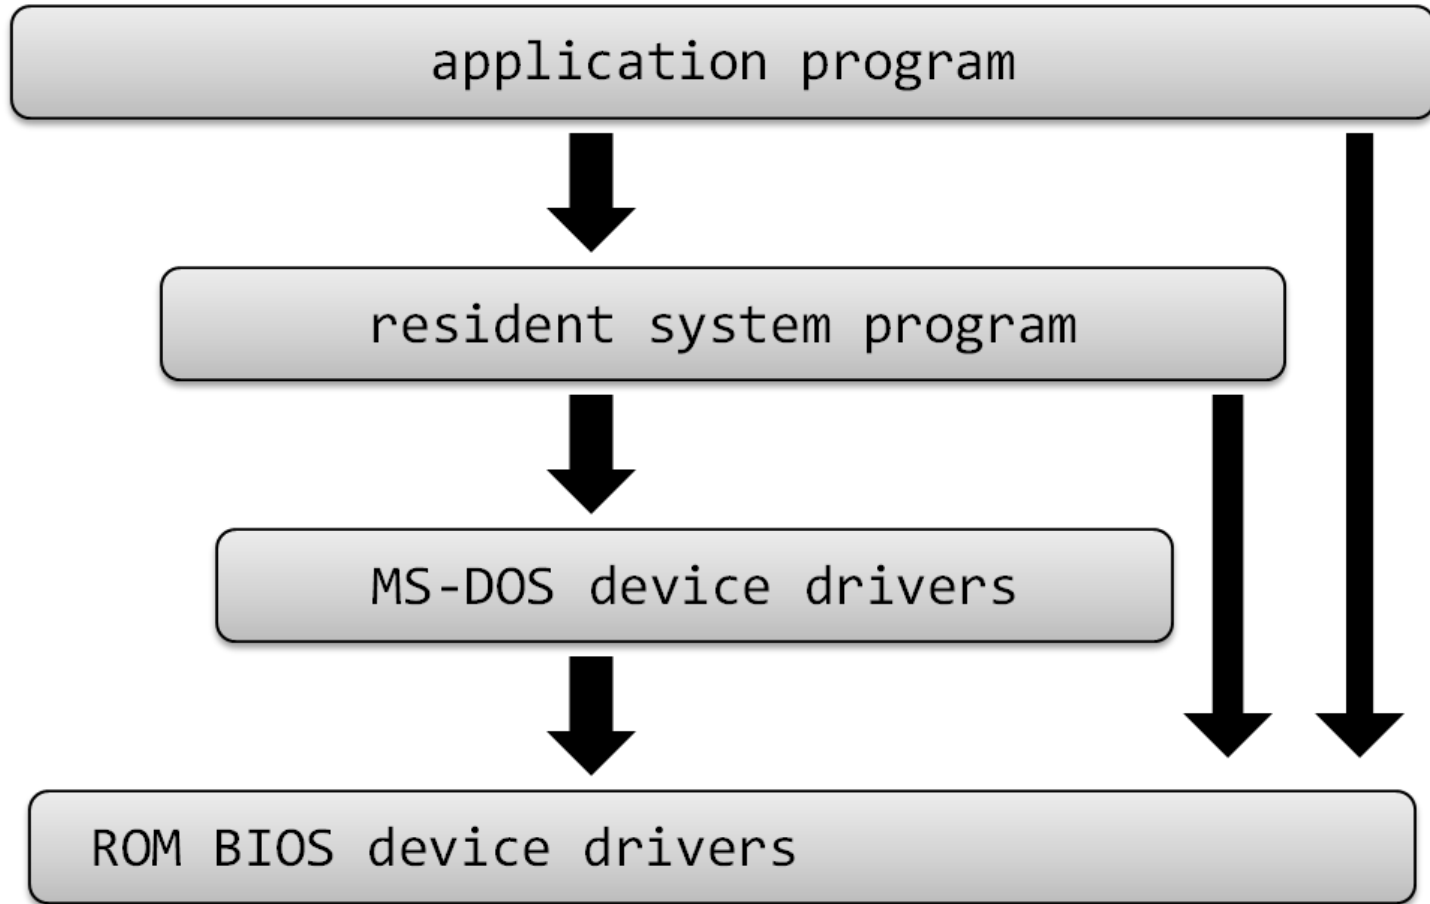 application program
resident system program
MS-DOS device drivers
ROM BIOS device drivers